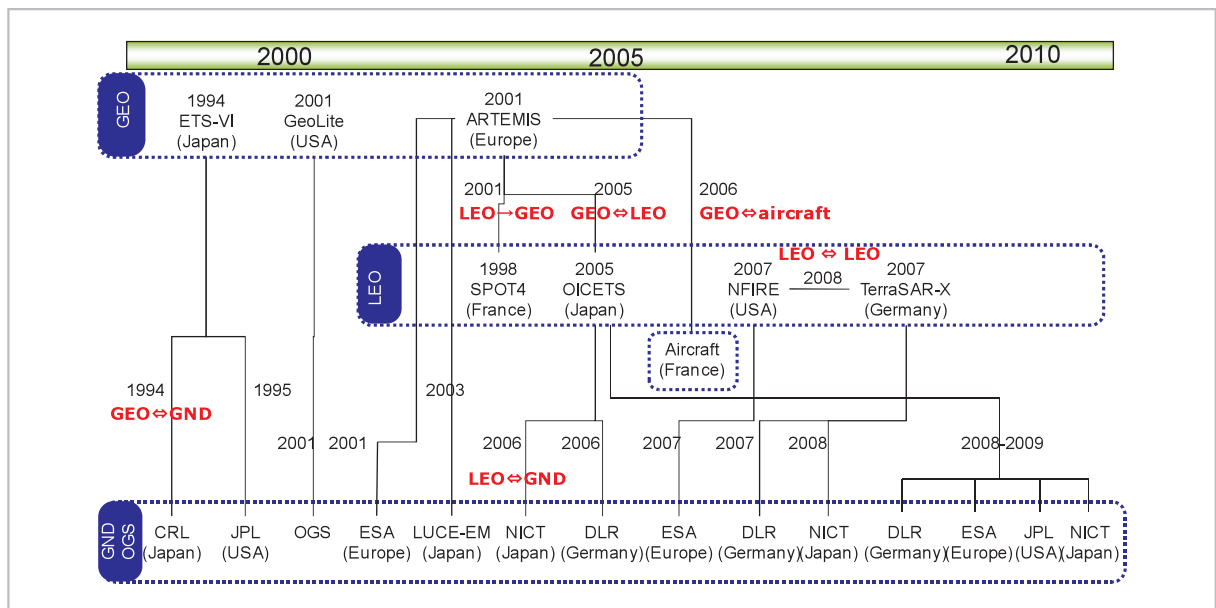 2000 2005 2010
GEO
1994
ETS-VI
(Japan)
2001
GeoLite
(USA)
2001
ARTEMIS
(Europe)
2001
LEO→GEO
2005
GEO⇔LEO
2006
GEO⇔aircraft
LEO
1998
SPOT4
(France)
2005
OICETS
(Japan)
2007
NFIRE
(USA)
LEO ⇔ LEO
2008
2007
TerraSAR-X
(Germany)
Aircraft
(France)
1994
GEO⇔GND
1995
2003
2001
2001
2006
LEO⇔GND
2006
2007
2007
2008
2008-2009
GND
OGS
CRL
(Japan)
JPL
(USA)
OGS
ESA
(Europe)
LUCE-EM
(Japan)
NICT
(Japan)
DLR
(Germany)
ESA
(Europe)
DLR
(Germany)
NICT
(Japan)
DLR
(Germany)
ESA
(Europe)
JPL
(USA)
NICT
(Japan)